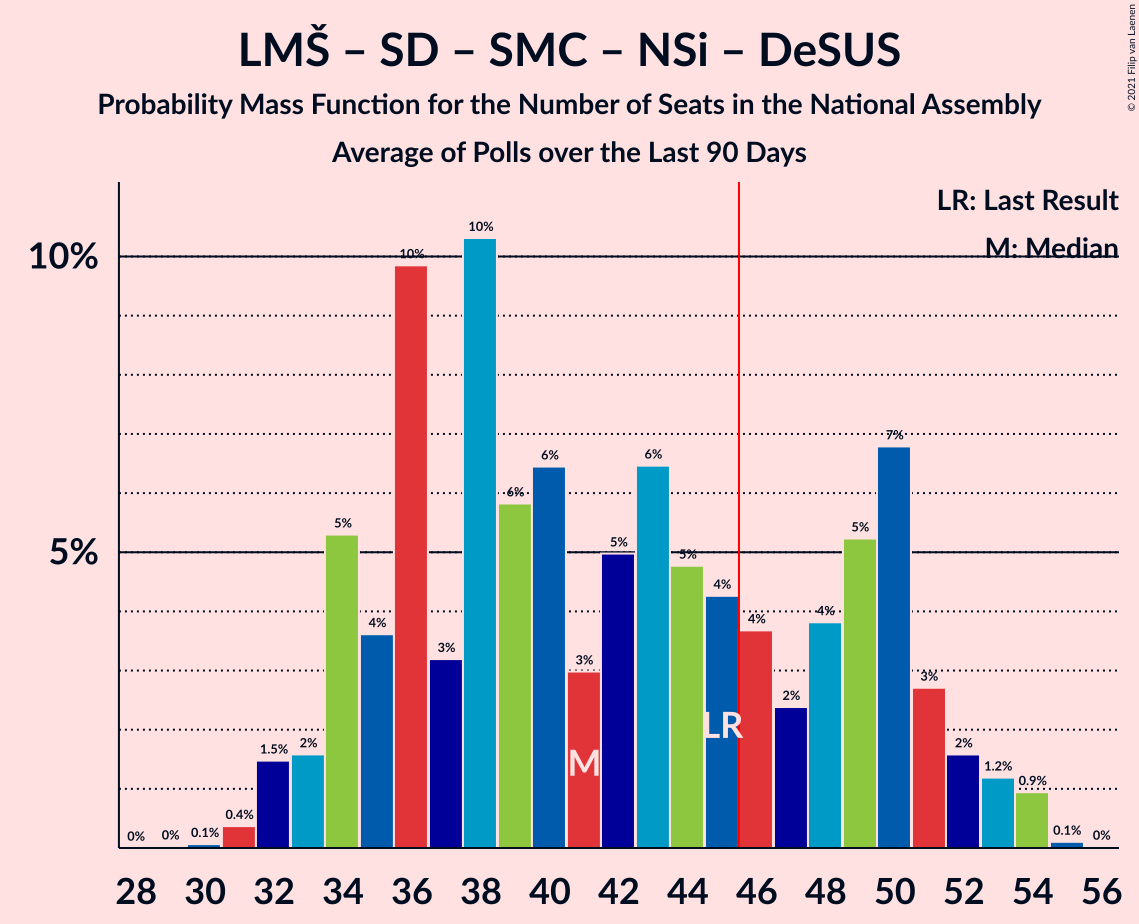 LMŠ – SD – SMC – NSi – DeSUS
Probability Mass Function for the Number of Seats in the National Assembly
Average of Polls over the Last 90 Days
© 2021 Filip van Laenen
LR: Last Result
M: Median
10%
5%
0% 0% 0.1% 0.4% 1.5% 2% 5% 4% 10% 3% 10% 6% 6% 3% 5% 6% 5% 4% 4% 2% 4% 5% 7% 3% 2% 1.2% 0.9% 0.1% 0%
M
LR
28 30 32 34 36 38 40 42 44 46 48 50 52 54 56